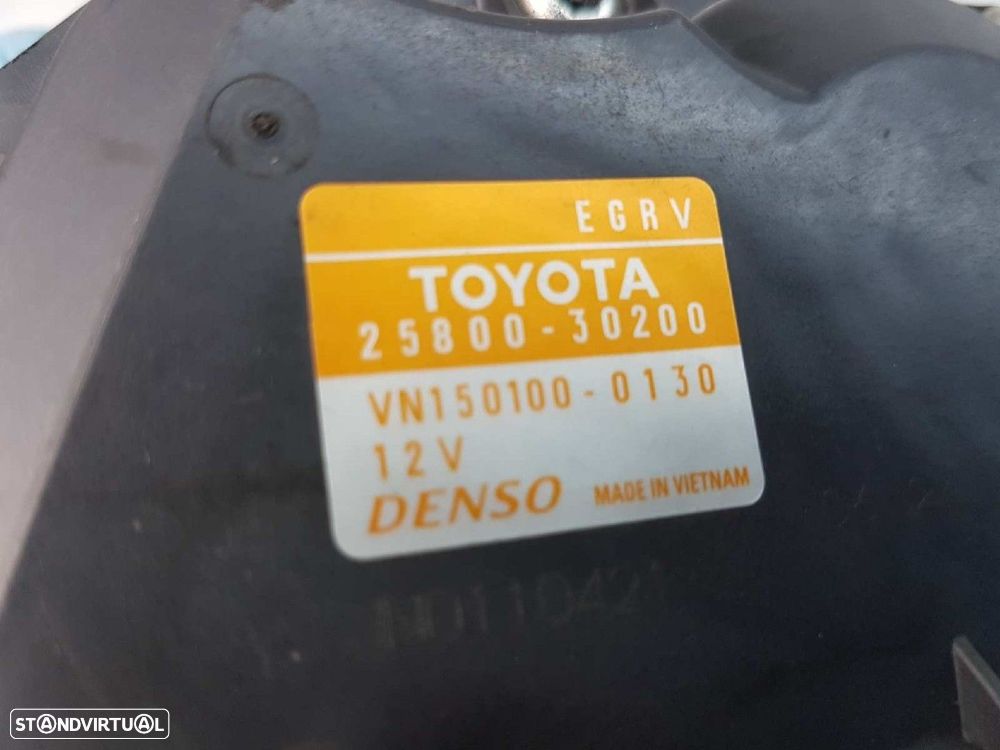 EGRV
TOYOTA
25800-30200
VN150100-0130
12V
DENSO MADE IN VIETNAM
STANDVIRTUAL